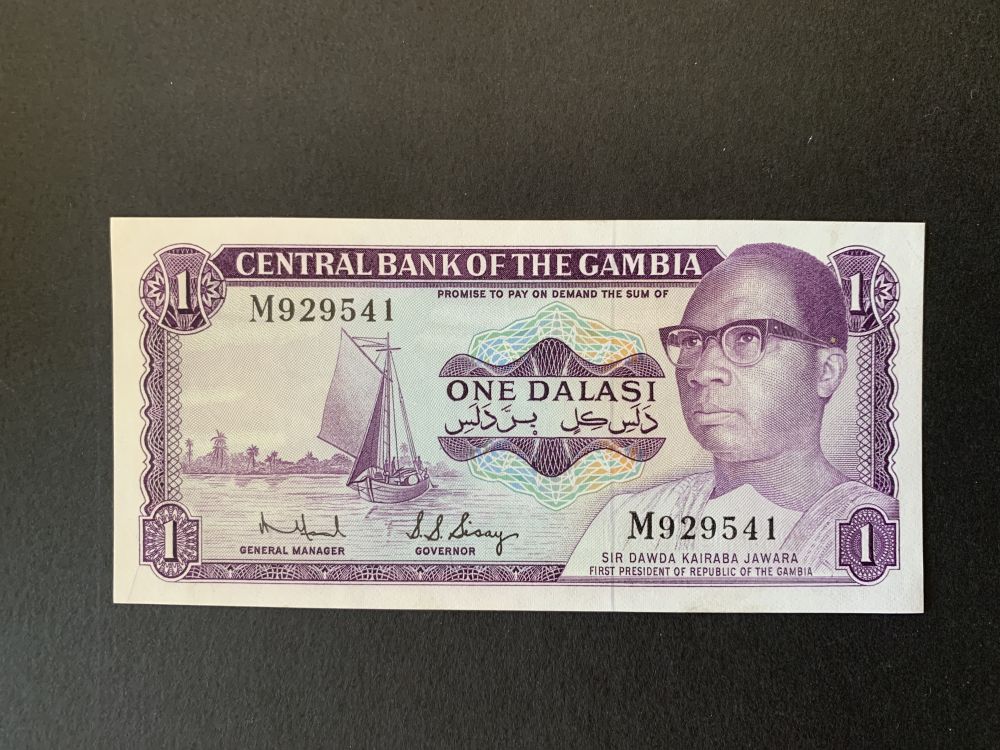 1 CENTRAL BANK OF THE GAMBIA 1
PROMISE TO PAY ON DEMAND THE SUM OF
M929541
ONE DALASI
S.S. Sisay
GENERAL MANAGER GOVERNOR
M929541
SIR DAWDA KAIRABA JAWARA
FIRST PRESIDENT OF REPUBLIC OF THE GAMBIA
1 1